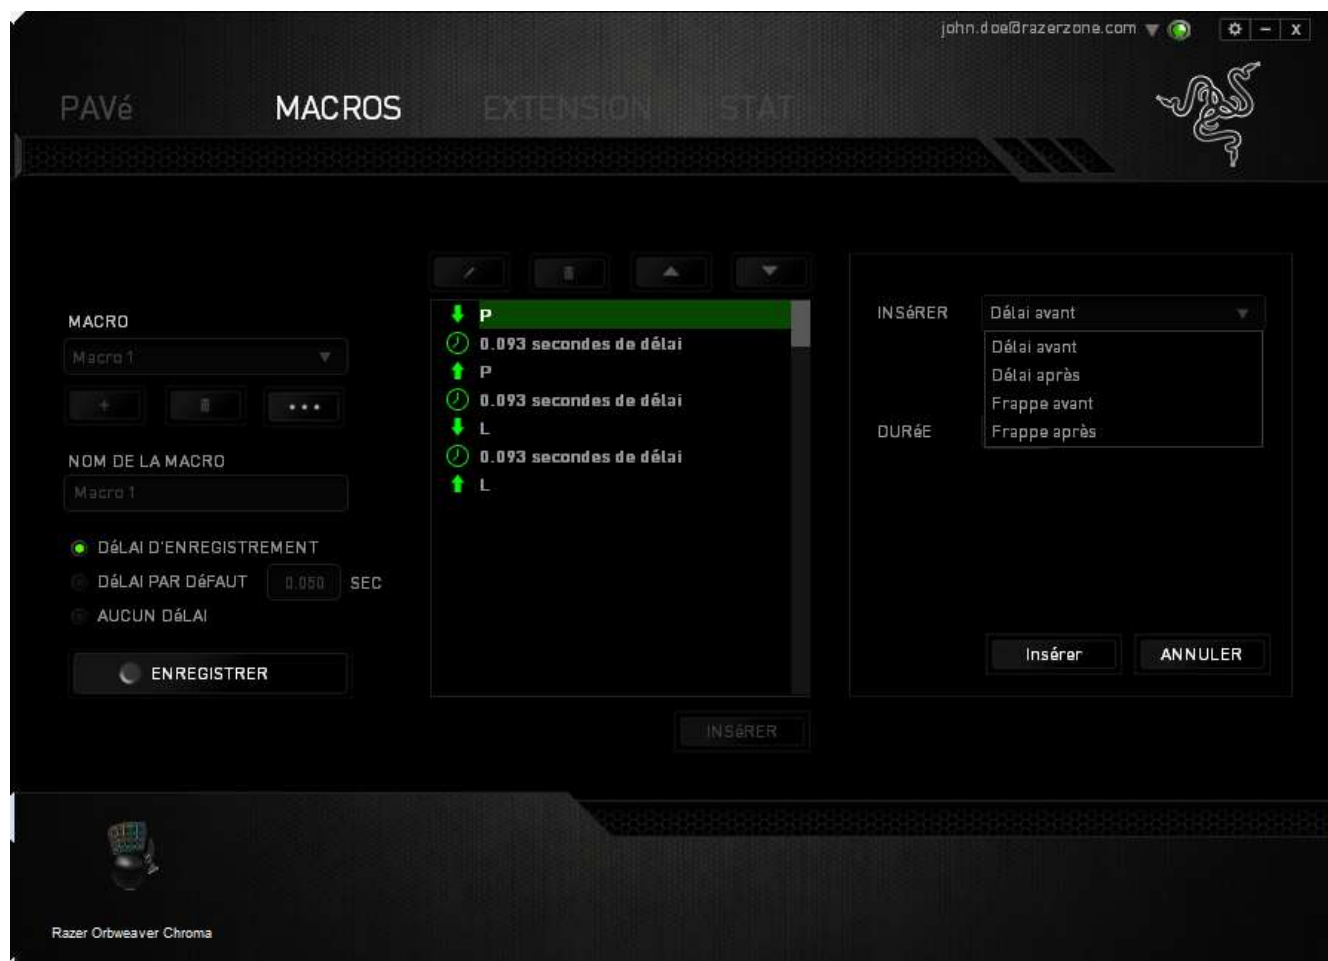 john.doe@razerzone.com
PAVé MACROS EXTENSION STAT
MACRO
Macro 1
NOM DE LA MACRO
Macro 1
DéLAI D'ENREGISTREMENT
DéLAI PAR DéFAUT 0.050 SEC
AUCUN DéLAI
ENREGISTRER
P
0.093 secondes de délai
P
0.093 secondes de délai
L
0.093 secondes de délai
L
INSéRER
INSéRER Délai avant
Délai avant
Délai après
Frappe avant
Frappe après
DURéE
Insérer ANNULER
Razer Orbweaver Chroma